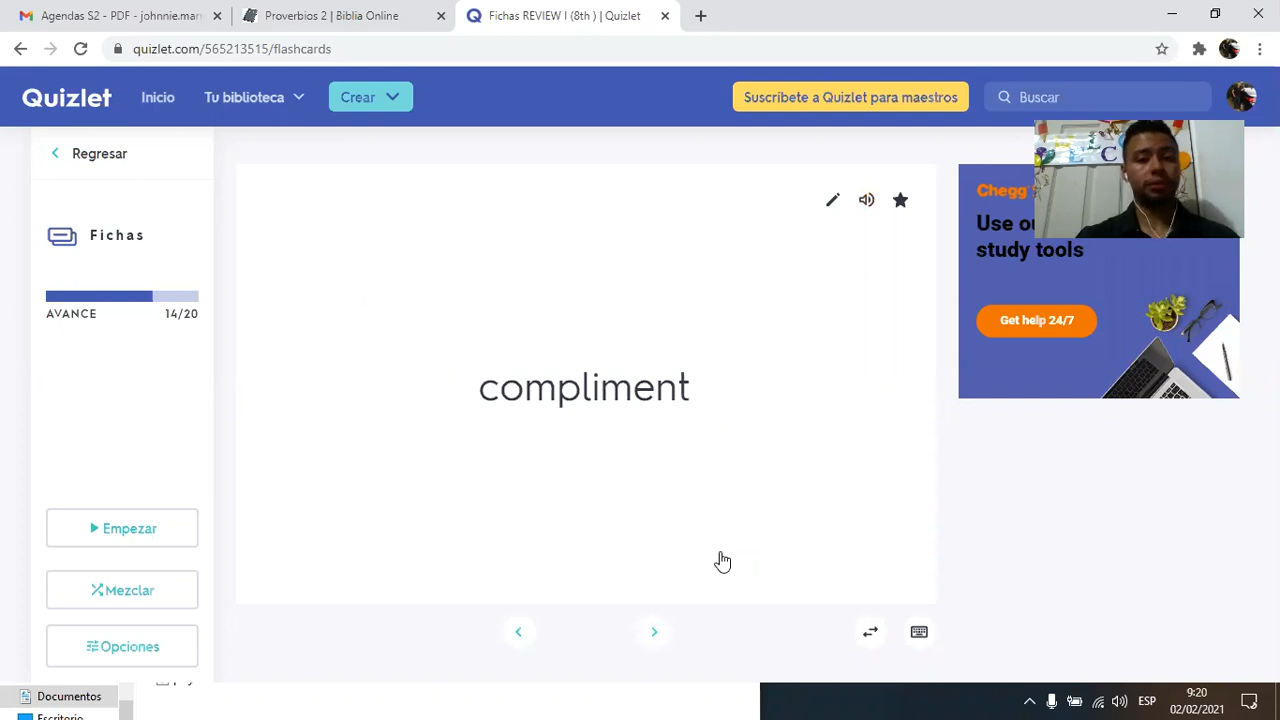 Agendas S2 - PDF - johnnie.mar
Proverbios 2 | Biblia Online
Fichas REVIEW I (8th ) | Quizlet
quizlet.com/565213515/flashcards
Quizlet
Inicio
Tu biblioteca
Crear
Suscríbete a Quizlet para maestros
Buscar
Regresar
Fichas
AVANCE 14/20
compliment
Chegg
C
Use ou
study tools
Get help 24/7
Empezar
Mezclar
Opciones
Documentos
Escritorio
ESP
9:20
02/02/2021